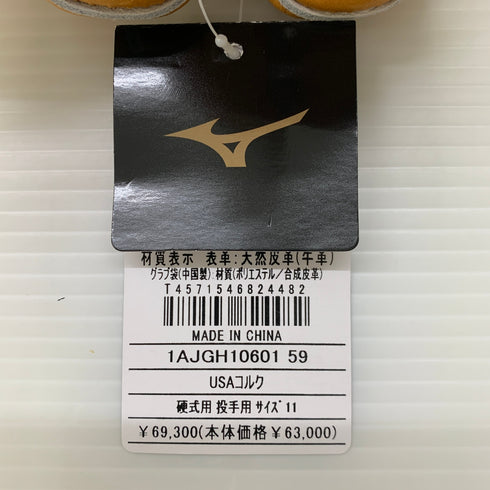 材質表示 表革:天然皮革(牛革)
グラブ袋(中国製):材質(ポリエステル/合成皮革)
T4571546824482
MADE IN CHINA
1AJGH10601 59
USAコルク
硬式用 投手用 サイズ 11
¥69,300(本体価格¥63,000)